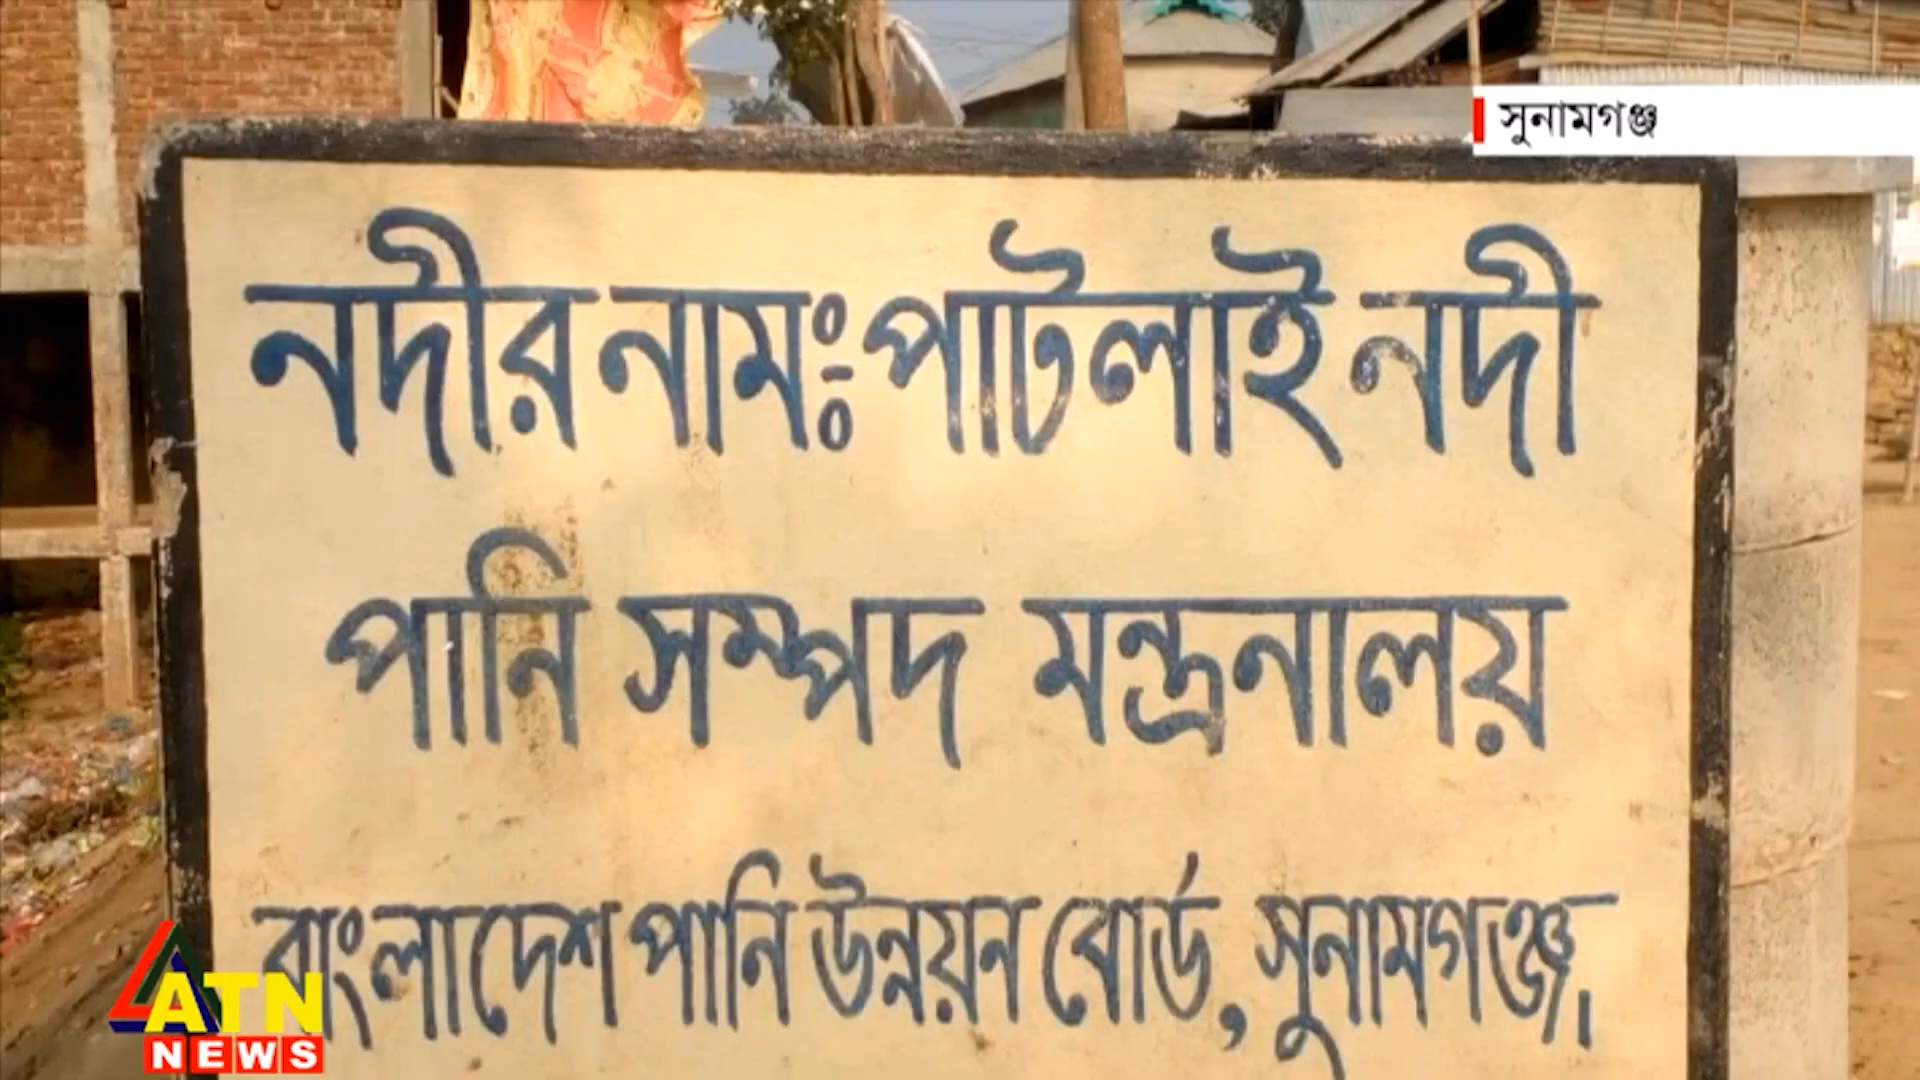 সুনামগঞ্জ
নদীর নামঃ-পাটলাই নদী
পানি সম্পদ মন্ত্রনালয়
বাংলাদেশ পানি উন্নয়ন বোর্ড, সুনামগঞ্জ।
ATN
NEWS